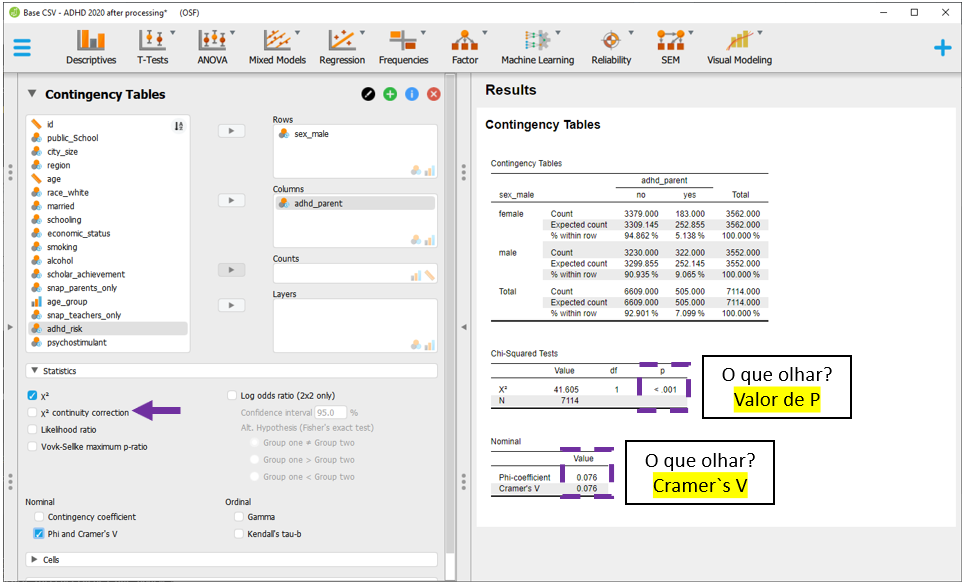 Base CSV - ADHD 2020 after processing* (OSF)
Descriptives T-Tests ANOVA Mixed Models Regression Frequencies Factor Machine Learning Reliability SEM Visual Modeling
Contingency Tables
id
public_School
city_size
region
age
race_white
married
schooling
economic_status
smoking
alcohol
scholar_achievement
snap_parents_only
age_group
snap_teachers_only
adhd_risk
psychostimulant
Rows
sex_male
Columns
adhd_parent
Counts
Layers
Statistics
χ²
χ² continuity correction
Likelihood ratio
Vovk-Sellke maximum p-ratio
Log odds ratio (2x2 only)
Confidence interval 95.0 %
Alt. Hypothesis (Fisher's exact test)
Group one ≠ Group two
Group one > Group two
Group one < Group two
Nominal
Contingency coefficient
Phi and Cramer's V
Ordinal
Gamma
Kendall's tau-b
Cells
Results
Contingency Tables
Contingency Tables
adhd_parent
sex_male no yes Total
female Count 3379.000 183.000 3562.000
Expected count 3309.145 252.855 3562.000
% within row 94.862 % 5.138 % 100.000 %
male Count 3230.000 322.000 3552.000
Expected count 3299.855 252.145 3552.000
% within row 90.935 % 9.065 % 100.000 %
Total Count 6609.000 505.000 7114.000
Expected count 6609.000 505.000 7114.000
% within row 92.901 % 7.099 % 100.000 %
Chi-Squared Tests
Value df p
X² 41.605 1 < .001
N 7114
O que olhar?
Valor de P
Nominal
Value
Phi-coefficient 0.076
Cramer's V 0.076
O que olhar?
Cramer`s V